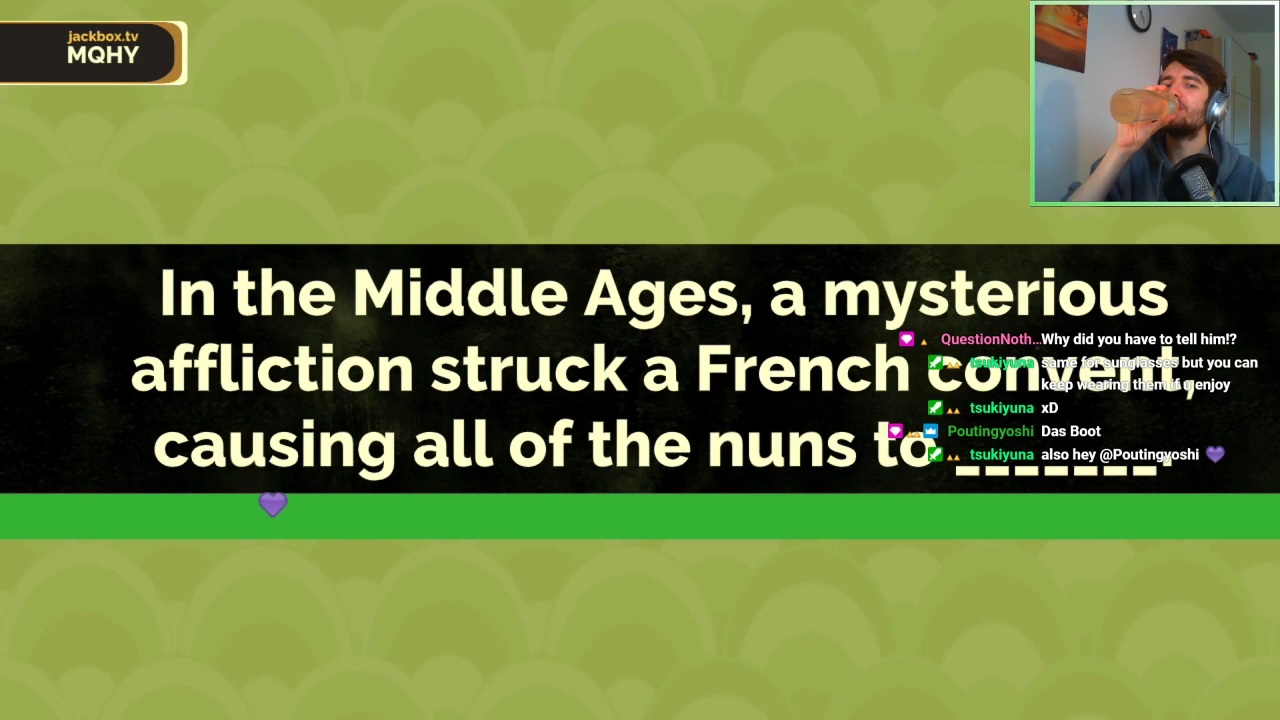 jackbox.tv
MQHY
In the Middle Ages, a mysterious
affliction struck a French convent,
causing all of the nuns to _______.
QuestionNoth... Why did you have to tell him!?
tsukiyuna same for sunglasses but you can
keep wearing them if u enjoy
tsukiyuna xD
Poutingyoshi Das Boot
tsukiyuna also hey @Poutingyoshi